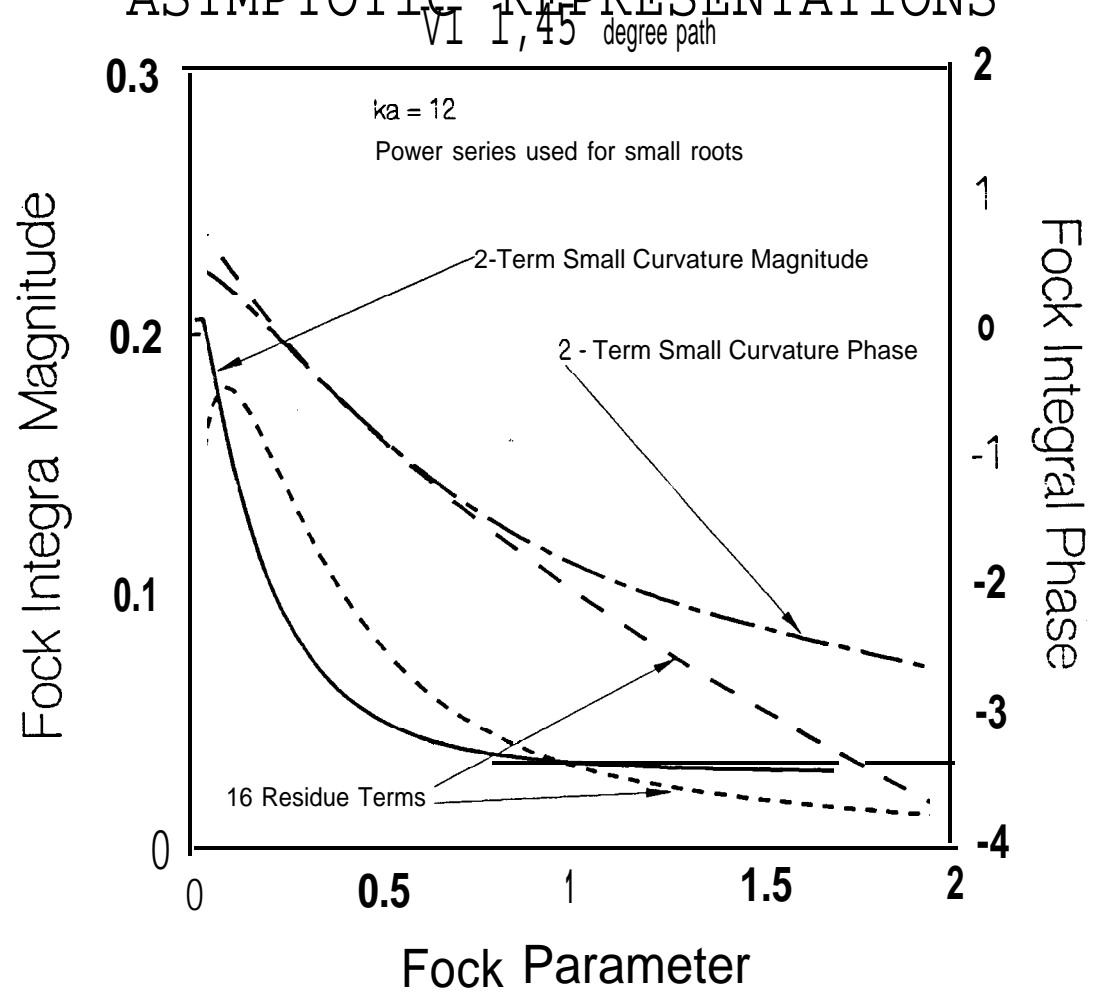 ASYMPTOTIC REPRESENTATIONS
V1 1,45 degree path
0.3
2
ka = 12
Power series used for small roots
1
2-Term Small Curvature Magnitude
0.2
0
2 - Term Small Curvature Phase
-1
0.1
-2
-3
16 Residue Terms
0
-4
0
0.5
1
1.5
2
Fock Parameter
Fock Integra Magnitude
Fock Integral Phase